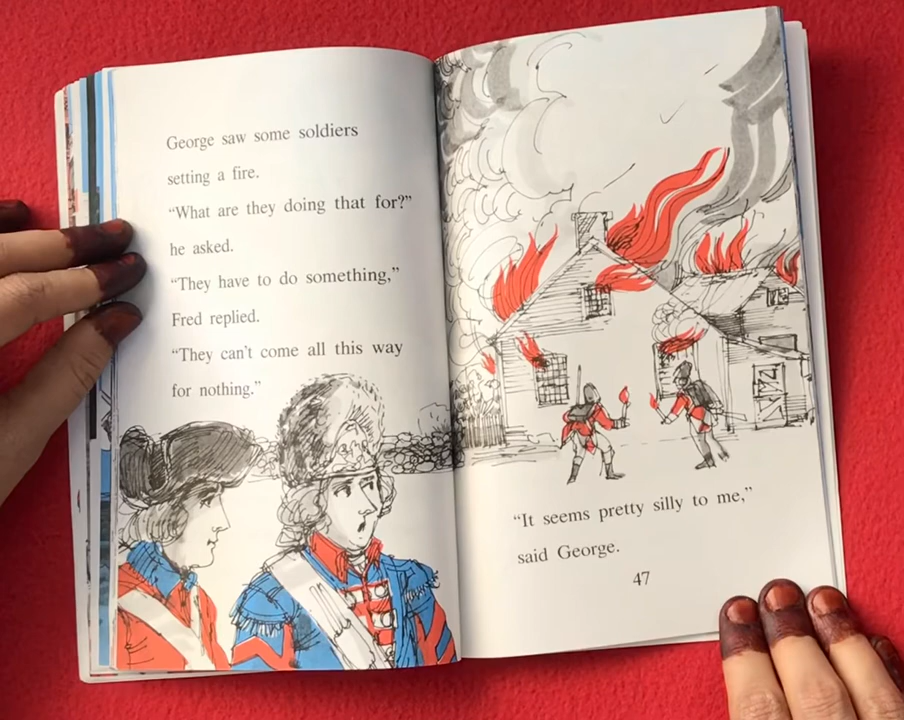 George saw some soldiers
setting a fire.
“What are they doing that for?”
he asked.
“They have to do something,”
Fred replied.
“They can’t come all this way
for nothing.”
“It seems pretty silly to me,”
said George.
47